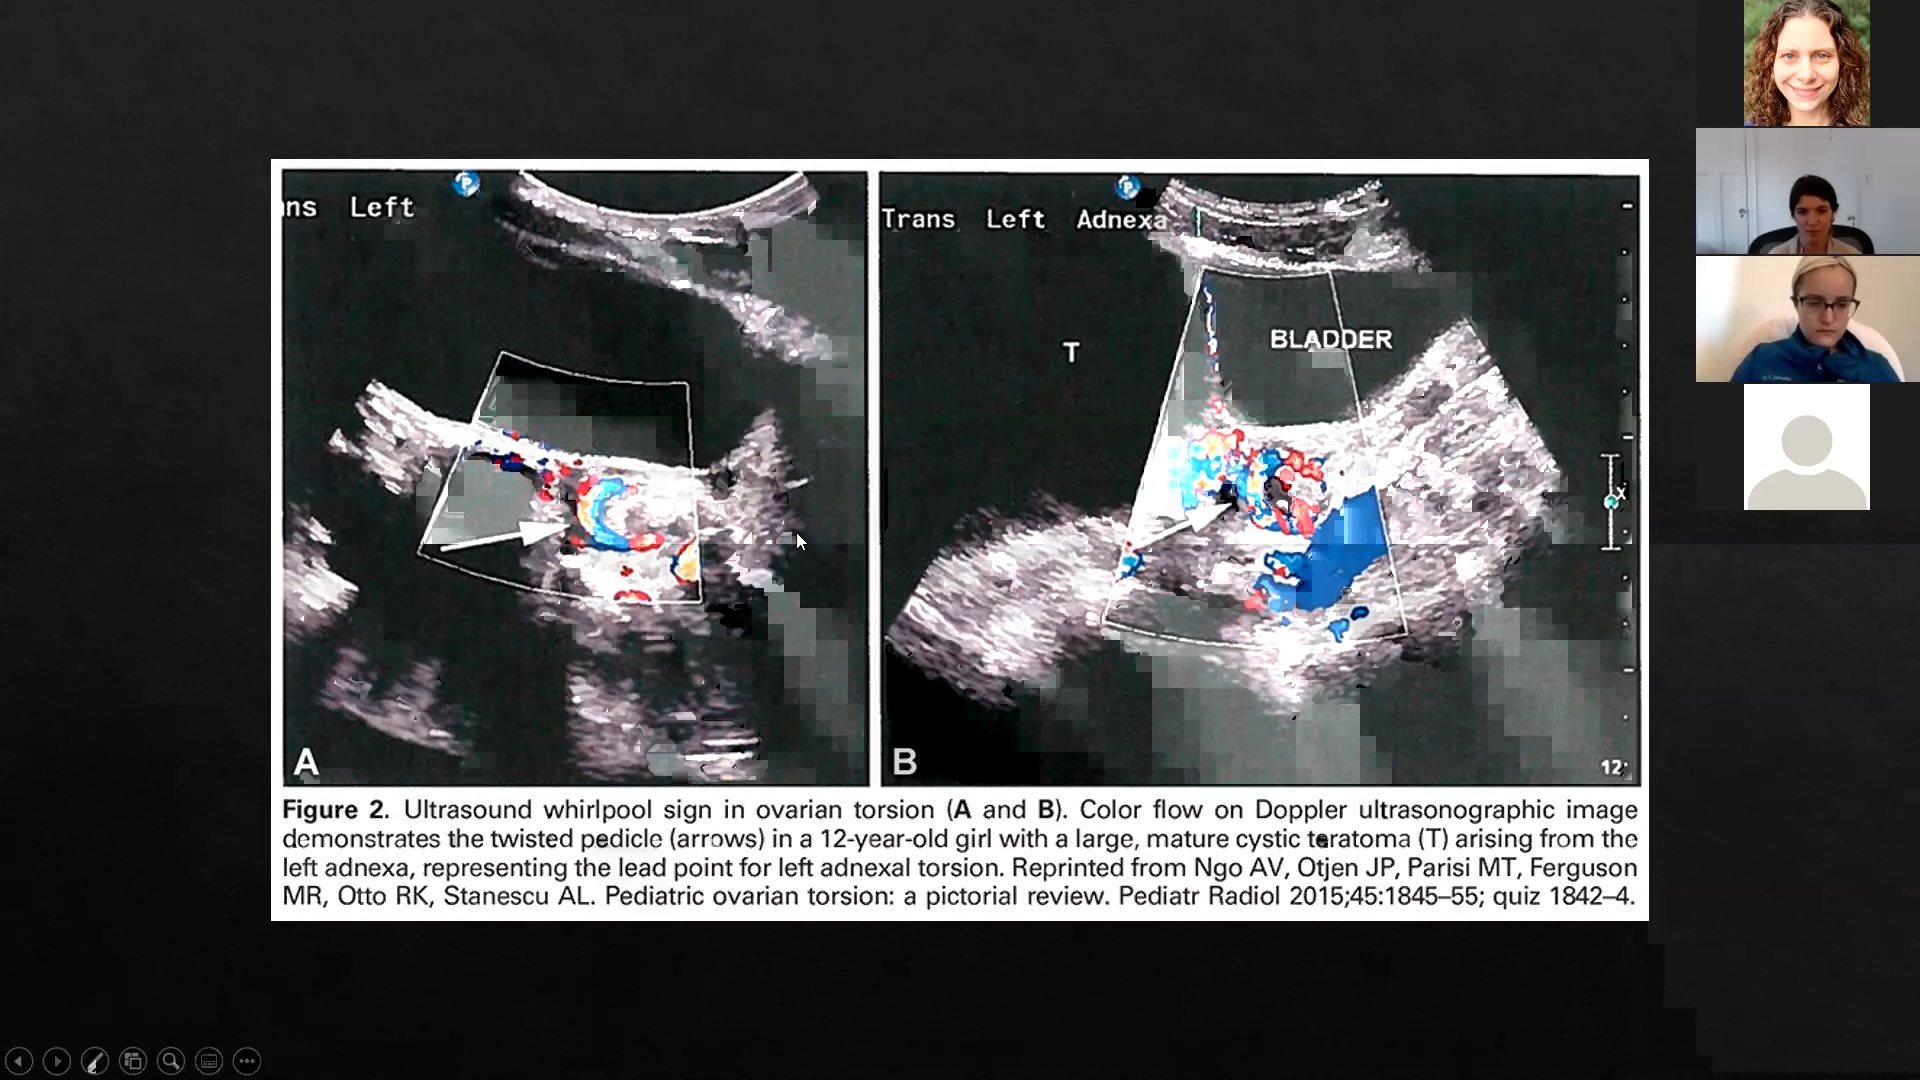 ns Left
P
Trans Left Adnexa
P
T
BLADDER
x
A
B
12
Figure 2. Ultrasound whirlpool sign in ovarian torsion (A and B). Color flow on Doppler ultrasonographic image
demonstrates the twisted pedicle (arrows) in a 12-year-old girl with a large, mature cystic teratoma (T) arising from the
left adnexa, representing the lead point for left adnexal torsion. Reprinted from Ngo AV, Otjen JP, Parisi MT, Ferguson
MR, Otto RK, Stanescu AL. Pediatric ovarian torsion: a pictorial review. Pediatr Radiol 2015;45:1845–55; quiz 1842–4.